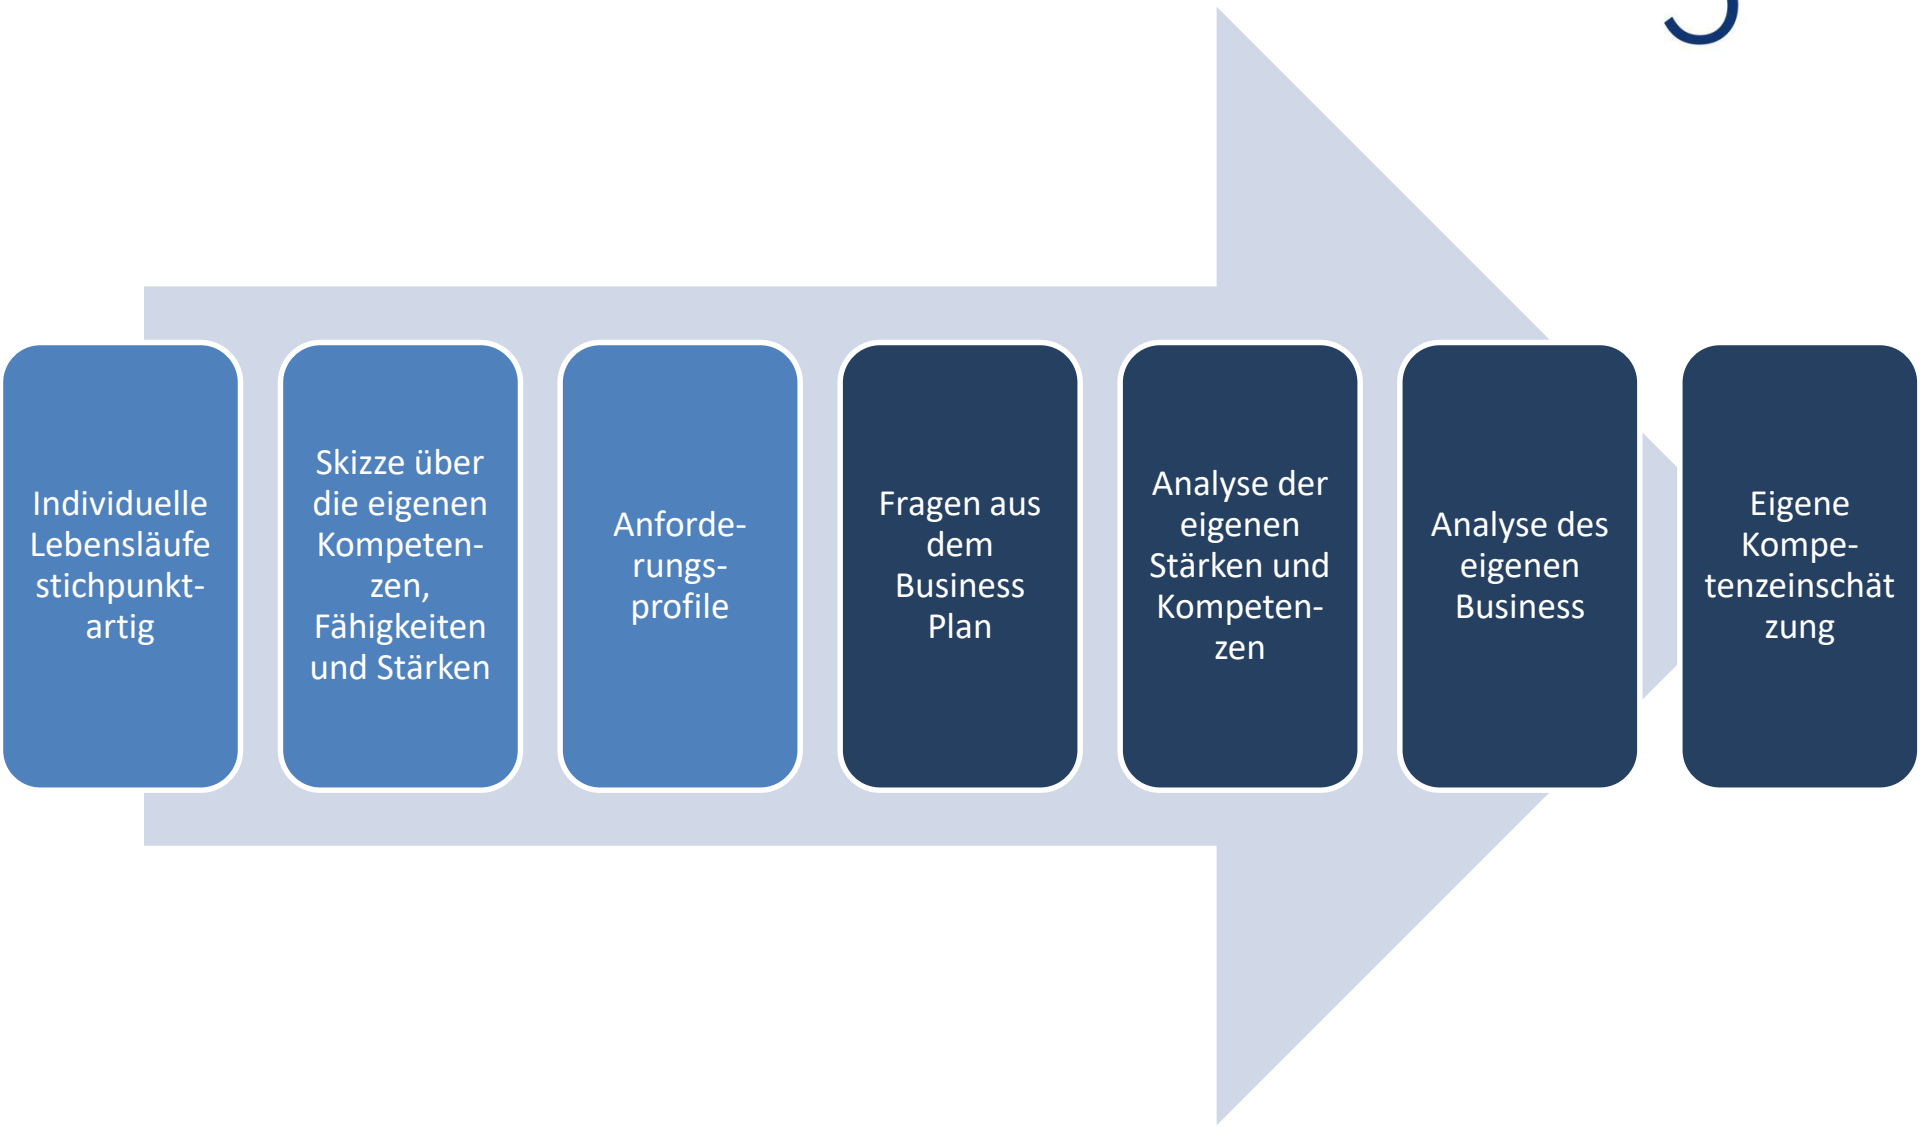 Individuelle
Lebensläufe
stichpunkt-
artig
Skizze über
die eigenen
Kompeten-
zen,
Fähigkeiten
und Stärken
Anforde-
rungs-
profile
Fragen aus
dem
Business
Plan
Analyse der
eigenen
Stärken und
Kompeten-
zen
Analyse des
eigenen
Business
Eigene
Kompe-
tenzeinschät
zung